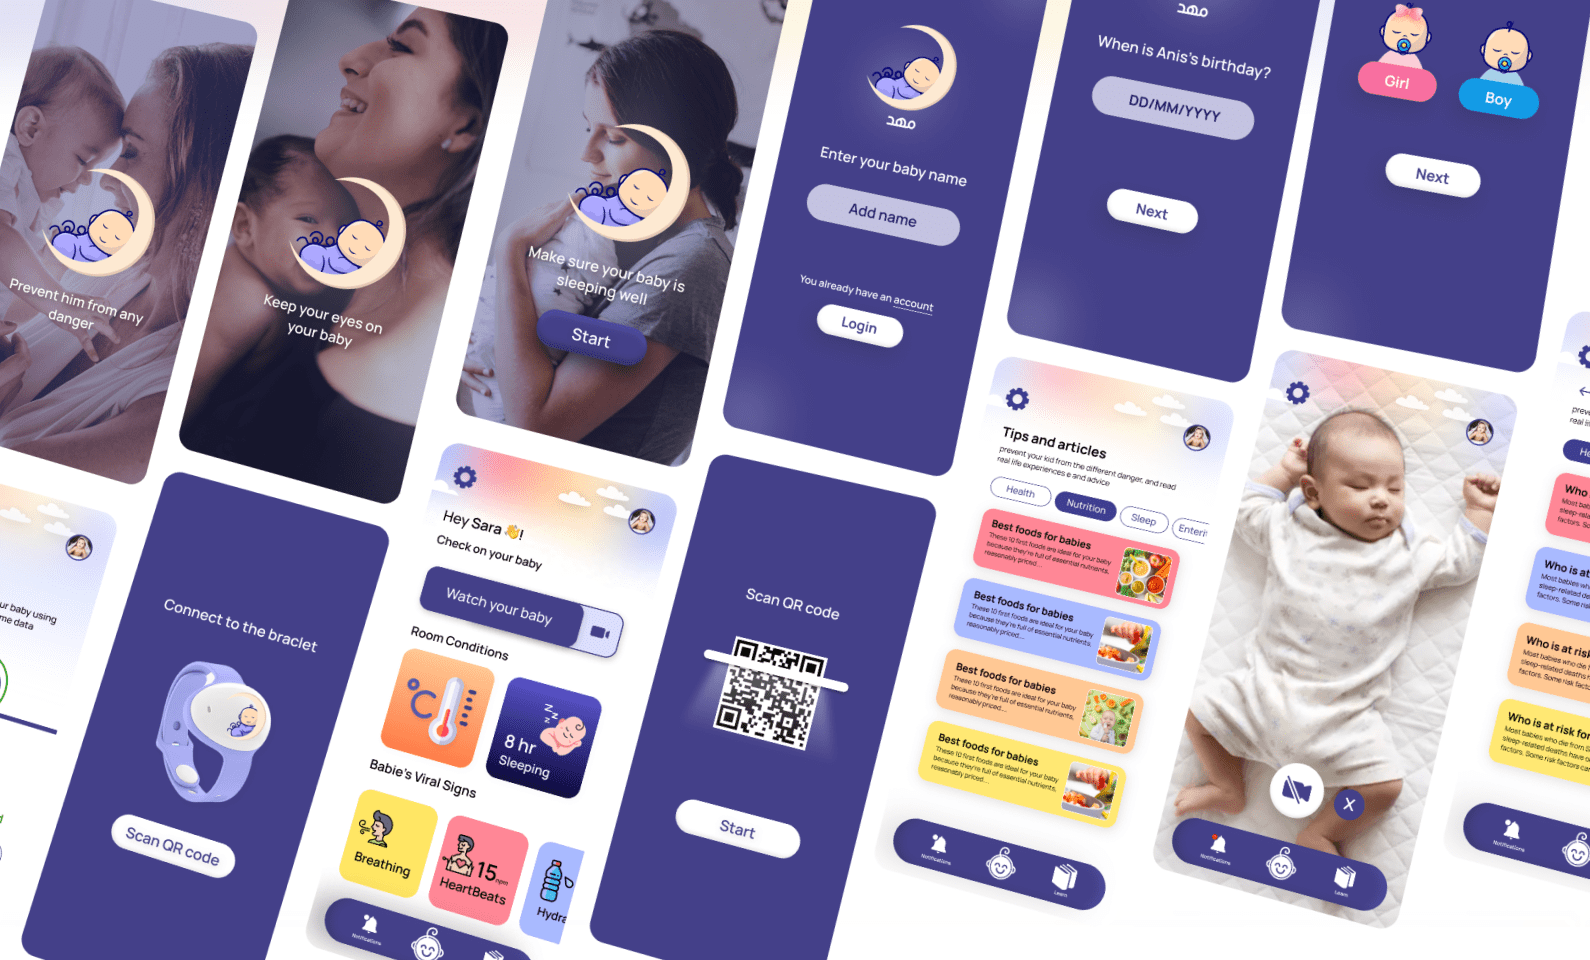 Prevent him from any
danger
Keep your eyes on
your baby
Make sure your baby is
sleeping well
Start
مهد
Enter your baby name
Add name
You already have an account
Login
مهد
When is Anis's birthday?
DD/MM/YYYY
Next
Girl
Boy
Next
ur baby using
me data
Connect to the braclet
Scan QR code
Hey Sara 👋!
Check on your baby
Watch your baby
Room Conditions
°C
z z z
8 hr
Sleeping
Babie's Viral Signs
Breathing
15
HeartBeats
Hydra
Notifications
Scan QR code
Start
Tips and articles
prevent your kid from the different danger, and read
real life experiences e and advice
Health
Nutrition
Sleep
Entert
Best foods for babies
These 10 first foods are ideal for your baby
because they're full of essential nutrients,
reasonably priced...
Best foods for babies
These 10 first foods are ideal for your baby
because they're full of essential nutrients,
reasonably priced...
Best foods for babies
These 10 first foods are ideal for your baby
because they're full of essential nutrients,
reasonably priced...
Best foods for babies
These 10 first foods are ideal for your baby
because they're full of essential nutrients,
reasonably priced...
Notifications
Learn
X
Notifications
Learn
preve
real li
He
Who is
Most babies
sleep-relate
factors. So
Who is at
Most babies v
sleep-related de
factors. Some
Who is at risk
Most babies who die f
sleep-related deaths
factors. Some risk fact
Who is at risk for
Most babies who die from S
sleep-related deaths have o
factors. Some risk factors ca
Notifications